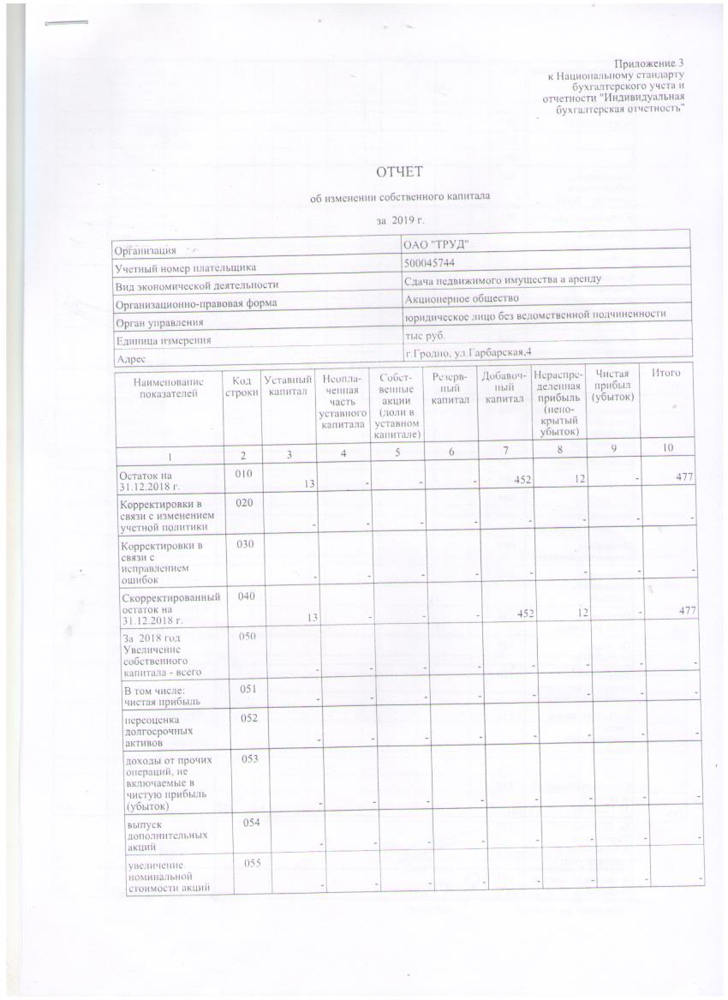 Приложение 3
к Национальному стандарту
бухгалтерского учета и
отчетности "Индивидуальная
бухгалтерская отчетность"
ОТЧЕТ
об изменении собственного капитала
за 2019 г.
Организация ОАО "ТРУД"
Учетный номер плательщика 500045744
Вид экономической деятельности Сдача недвижимого имущества а аренду
Организационно-правовая форма Акционерное общество
Орган управления юридическое лицо без ведомственной подчиненности
Единица измерения тыс руб.
Адрес г.Гродно, ул.Гарбарская,4
Наименование
показателей
Код
строки
Уставный
капитал
Неопла-
ченная
часть
уставного
капитала
Собст-
венные
акции
(доли в
уставном
капитале)
Резерв-
ный
капитал
Добавоч-
ный
капитал
Нераспре-
деленная
прибыль
(непо-
крытый
убыток)
Чистая
прибыл
(убыток)
Итого
1 2 3 4 5 6 7 8 9 10
Остаток на 010
31.12.2018 г. 13 - - - 452 12 - 477
Корректировки в 020
связи с изменением
учетной политики - - - - - - - -
Корректировки в 030
связи с
исправлением
ошибок - - - - - - - -
Скорректированный 040
остаток на
31.12.2018 г. 13 - - - 452 12 - 477
За 2018 год 050
Увеличение
собственного
капитала - всего - - - - - - - -
В том числе: 051
чистая прибыль - - - - - - - -
переоценка 052
долгосрочных
активов - - - - - - - -
доходы от прочих 053
операций, не
включаемые в
чистую прибыль
(убыток) - - - - - - - -
выпуск 054
дополнительных
акций - - - - - - - -
увеличение 055
номинальной
стоимости акций - - - - - - - -